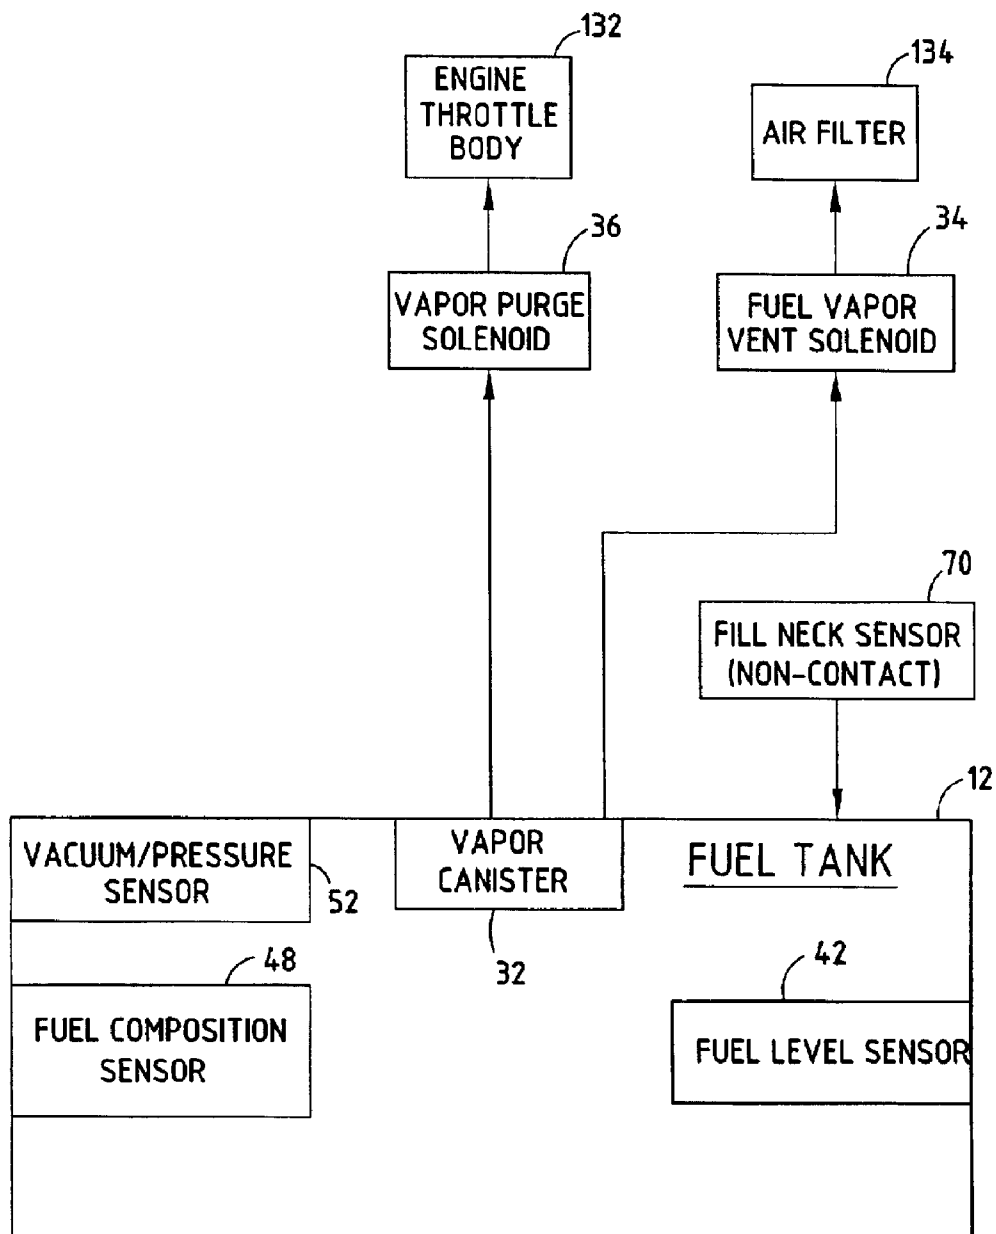 132
ENGINE
THROTTLE
BODY
134
AIR FILTER
36
VAPOR PURGE
SOLENOID
34
FUEL VAPOR
VENT SOLENOID
70
FILL NECK SENSOR
(NON-CONTACT)
12
VACUUM/PRESSURE
SENSOR
52
VAPOR
CANISTER
32
FUEL TANK
48
FUEL COMPOSITION
SENSOR
42
FUEL LEVEL SENSOR